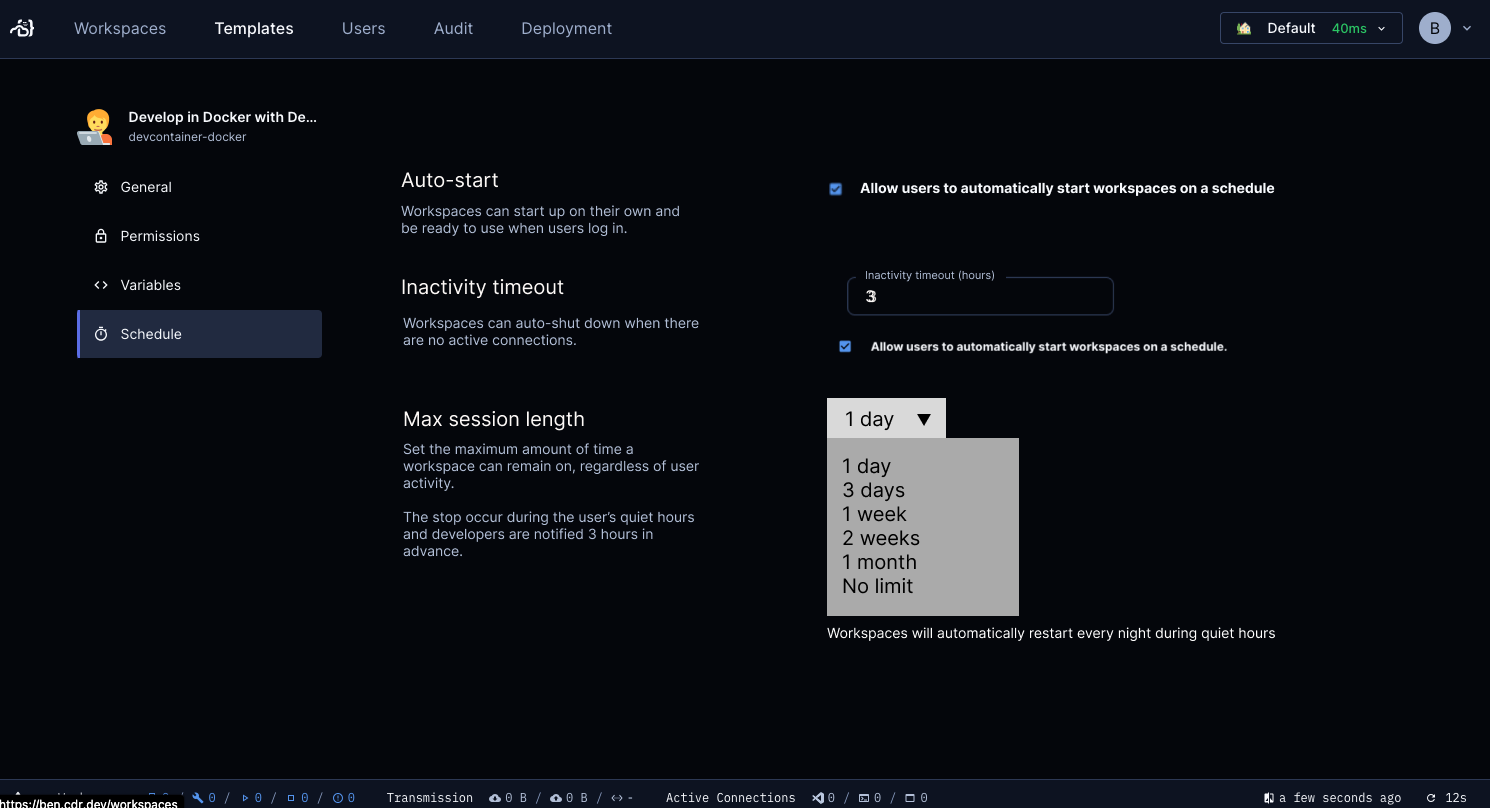 Workspaces
Templates
Users
Audit
Deployment
Default 40ms
B
Develop in Docker with De...
devcontainer-docker
General
Permissions
Variables
Schedule
Auto-start
Workspaces can start up on their own and
be ready to use when users log in.
Allow users to automatically start workspaces on a schedule
Inactivity timeout
Workspaces can auto-shut down when there
are no active connections.
Inactivity timeout (hours)
3
Allow users to automatically start workspaces on a schedule.
Max session length
Set the maximum amount of time a
workspace can remain on, regardless of user
activity.
The stop occur during the user’s quiet hours
and developers are notified 3 hours in
advance.
1 day ▼
1 day
3 days
1 week
2 weeks
1 month
No limit
Workspaces will automatically restart every night during quiet hours
https://ben.cdr.dev/workspaces
0 / 0 / 0 / 0
Transmission 0 B / 0 B / -
Active Connections 0 / 0 / 0
a few seconds ago 12s